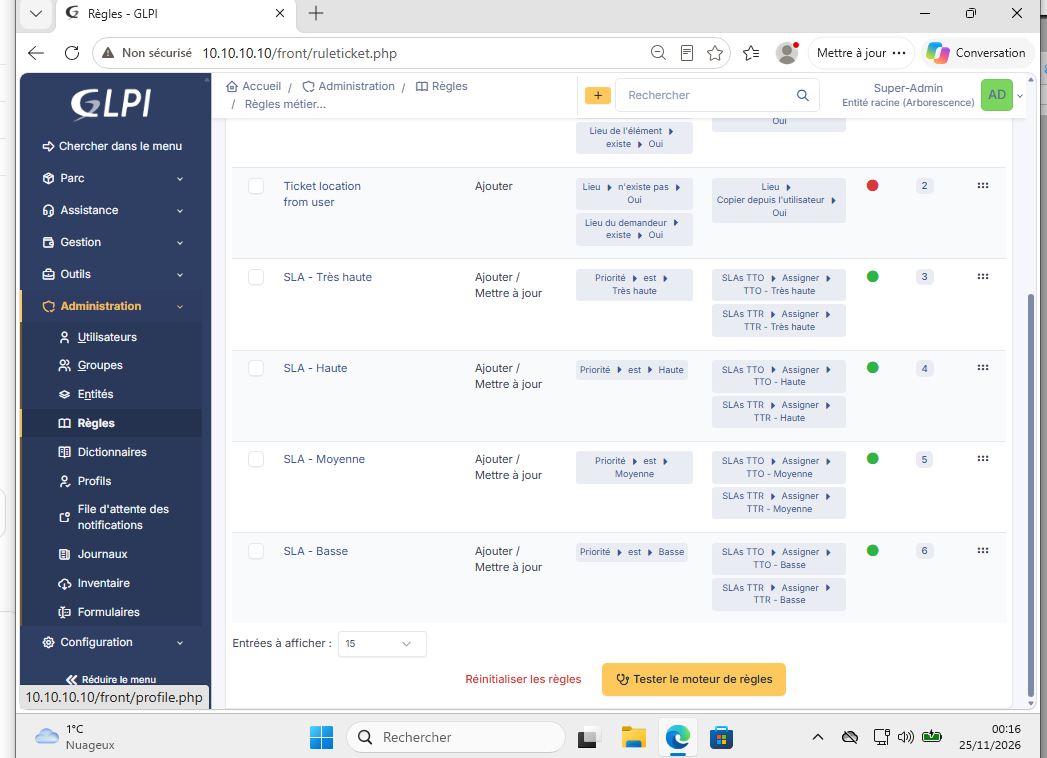 Règles - GLPI
Non sécurisé 10.10.10.10/front/ruleticket.php
Mettre à jour
Conversation
GLPI
Accueil / Administration / Règles
/ Règles métier...
+
Rechercher
Super-Admin
Entité racine (Arborescence)
AD
Chercher dans le menu
Parc
Assistance
Gestion
Outils
Administration
Utilisateurs
Groupes
Entités
Règles
Dictionnaires
Profils
File d'attente des
notifications
Journaux
Inventaire
Formulaires
Configuration
Réduire le menu
10.10.10.10/front/profile.php
Oui
Lieu de l'élément
existe Oui
Ticket location
from user
Ajouter
Lieu n'existe pas
Oui
Lieu du demandeur
existe Oui
Lieu
Copier depuis l'utilisateur
Oui
2
SLA - Très haute
Ajouter /
Mettre à jour
Priorité est
Très haute
SLAs TTO Assigner
TTO - Très haute
SLAs TTR Assigner
TTR - Très haute
3
SLA - Haute
Ajouter /
Mettre à jour
Priorité est Haute
SLAs TTO Assigner
TTO - Haute
SLAs TTR Assigner
TTR - Haute
4
SLA - Moyenne
Ajouter /
Mettre à jour
Priorité est
Moyenne
SLAs TTO Assigner
TTO - Moyenne
SLAs TTR Assigner
TTR - Moyenne
5
SLA - Basse
Ajouter /
Mettre à jour
Priorité est Basse
SLAs TTO Assigner
TTO - Basse
SLAs TTR Assigner
TTR - Basse
6
Entrées à afficher : 15
Réinitialiser les règles
Tester le moteur de règles
1°C
Nuageux
Rechercher
00:16
25/11/2026